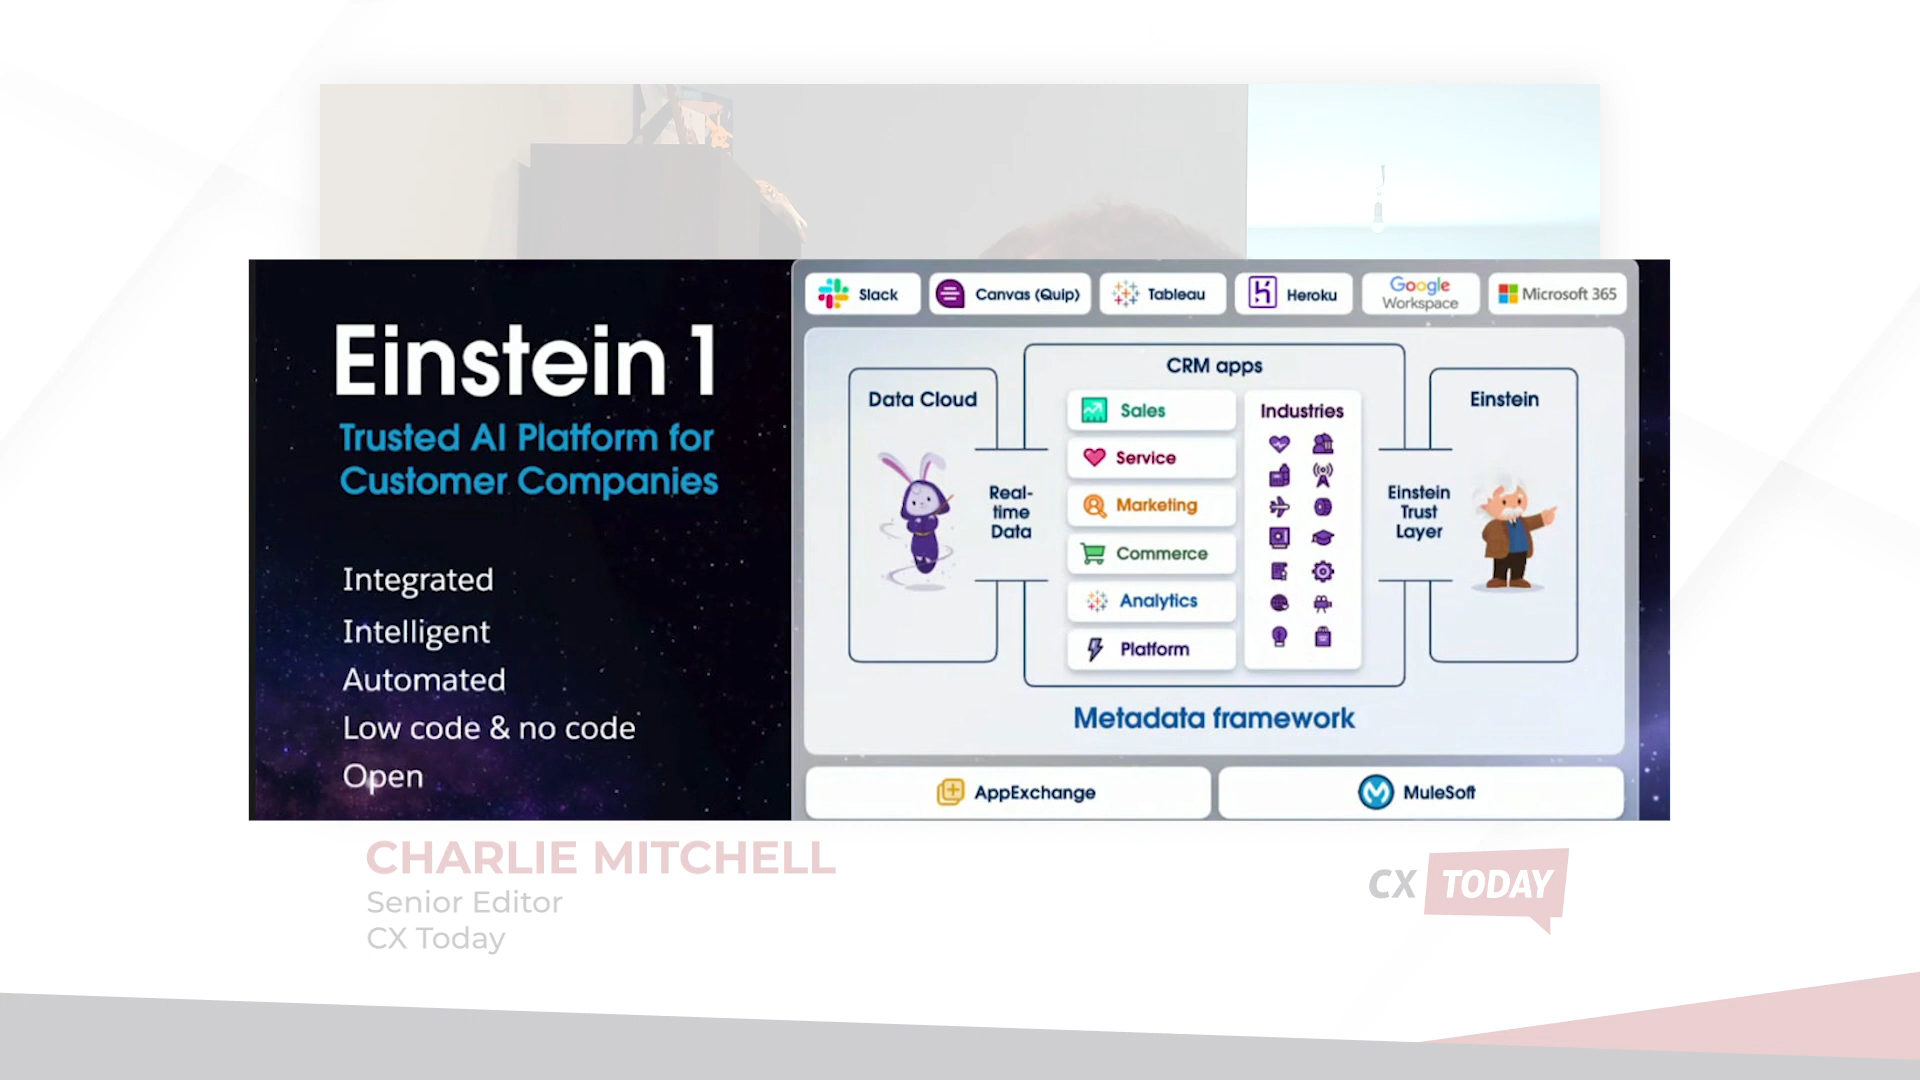 Einstein 1
Trusted AI Platform for
Customer Companies
Integrated
Intelligent
Automated
Low code & no code
Open
Slack
Canvas (Quip)
Tableau
Heroku
Google
Workspace
Microsoft 365
CRM apps
Data Cloud
Real-
time
Data
Sales
Service
Marketing
Commerce
Analytics
Platform
Industries
Einstein
Einstein
Trust
Layer
Metadata framework
AppExchange
MuleSoft
CHARLIE MITCHELL
Senior Editor
CX Today
CX TODAY